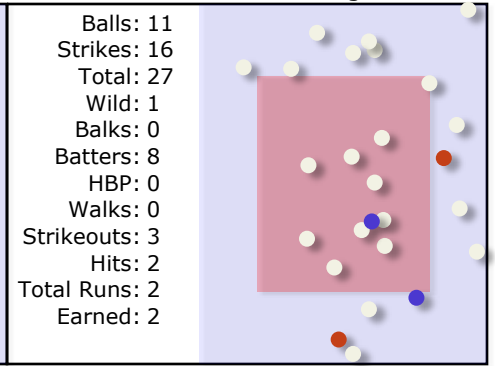 Balls: 11
Strikes: 16
Total: 27
Wild: 1
Balks: 0
Batters: 8
HBP: 0
Walks: 0
Strikeouts: 3
Hits: 2
Total Runs: 2
Earned: 2